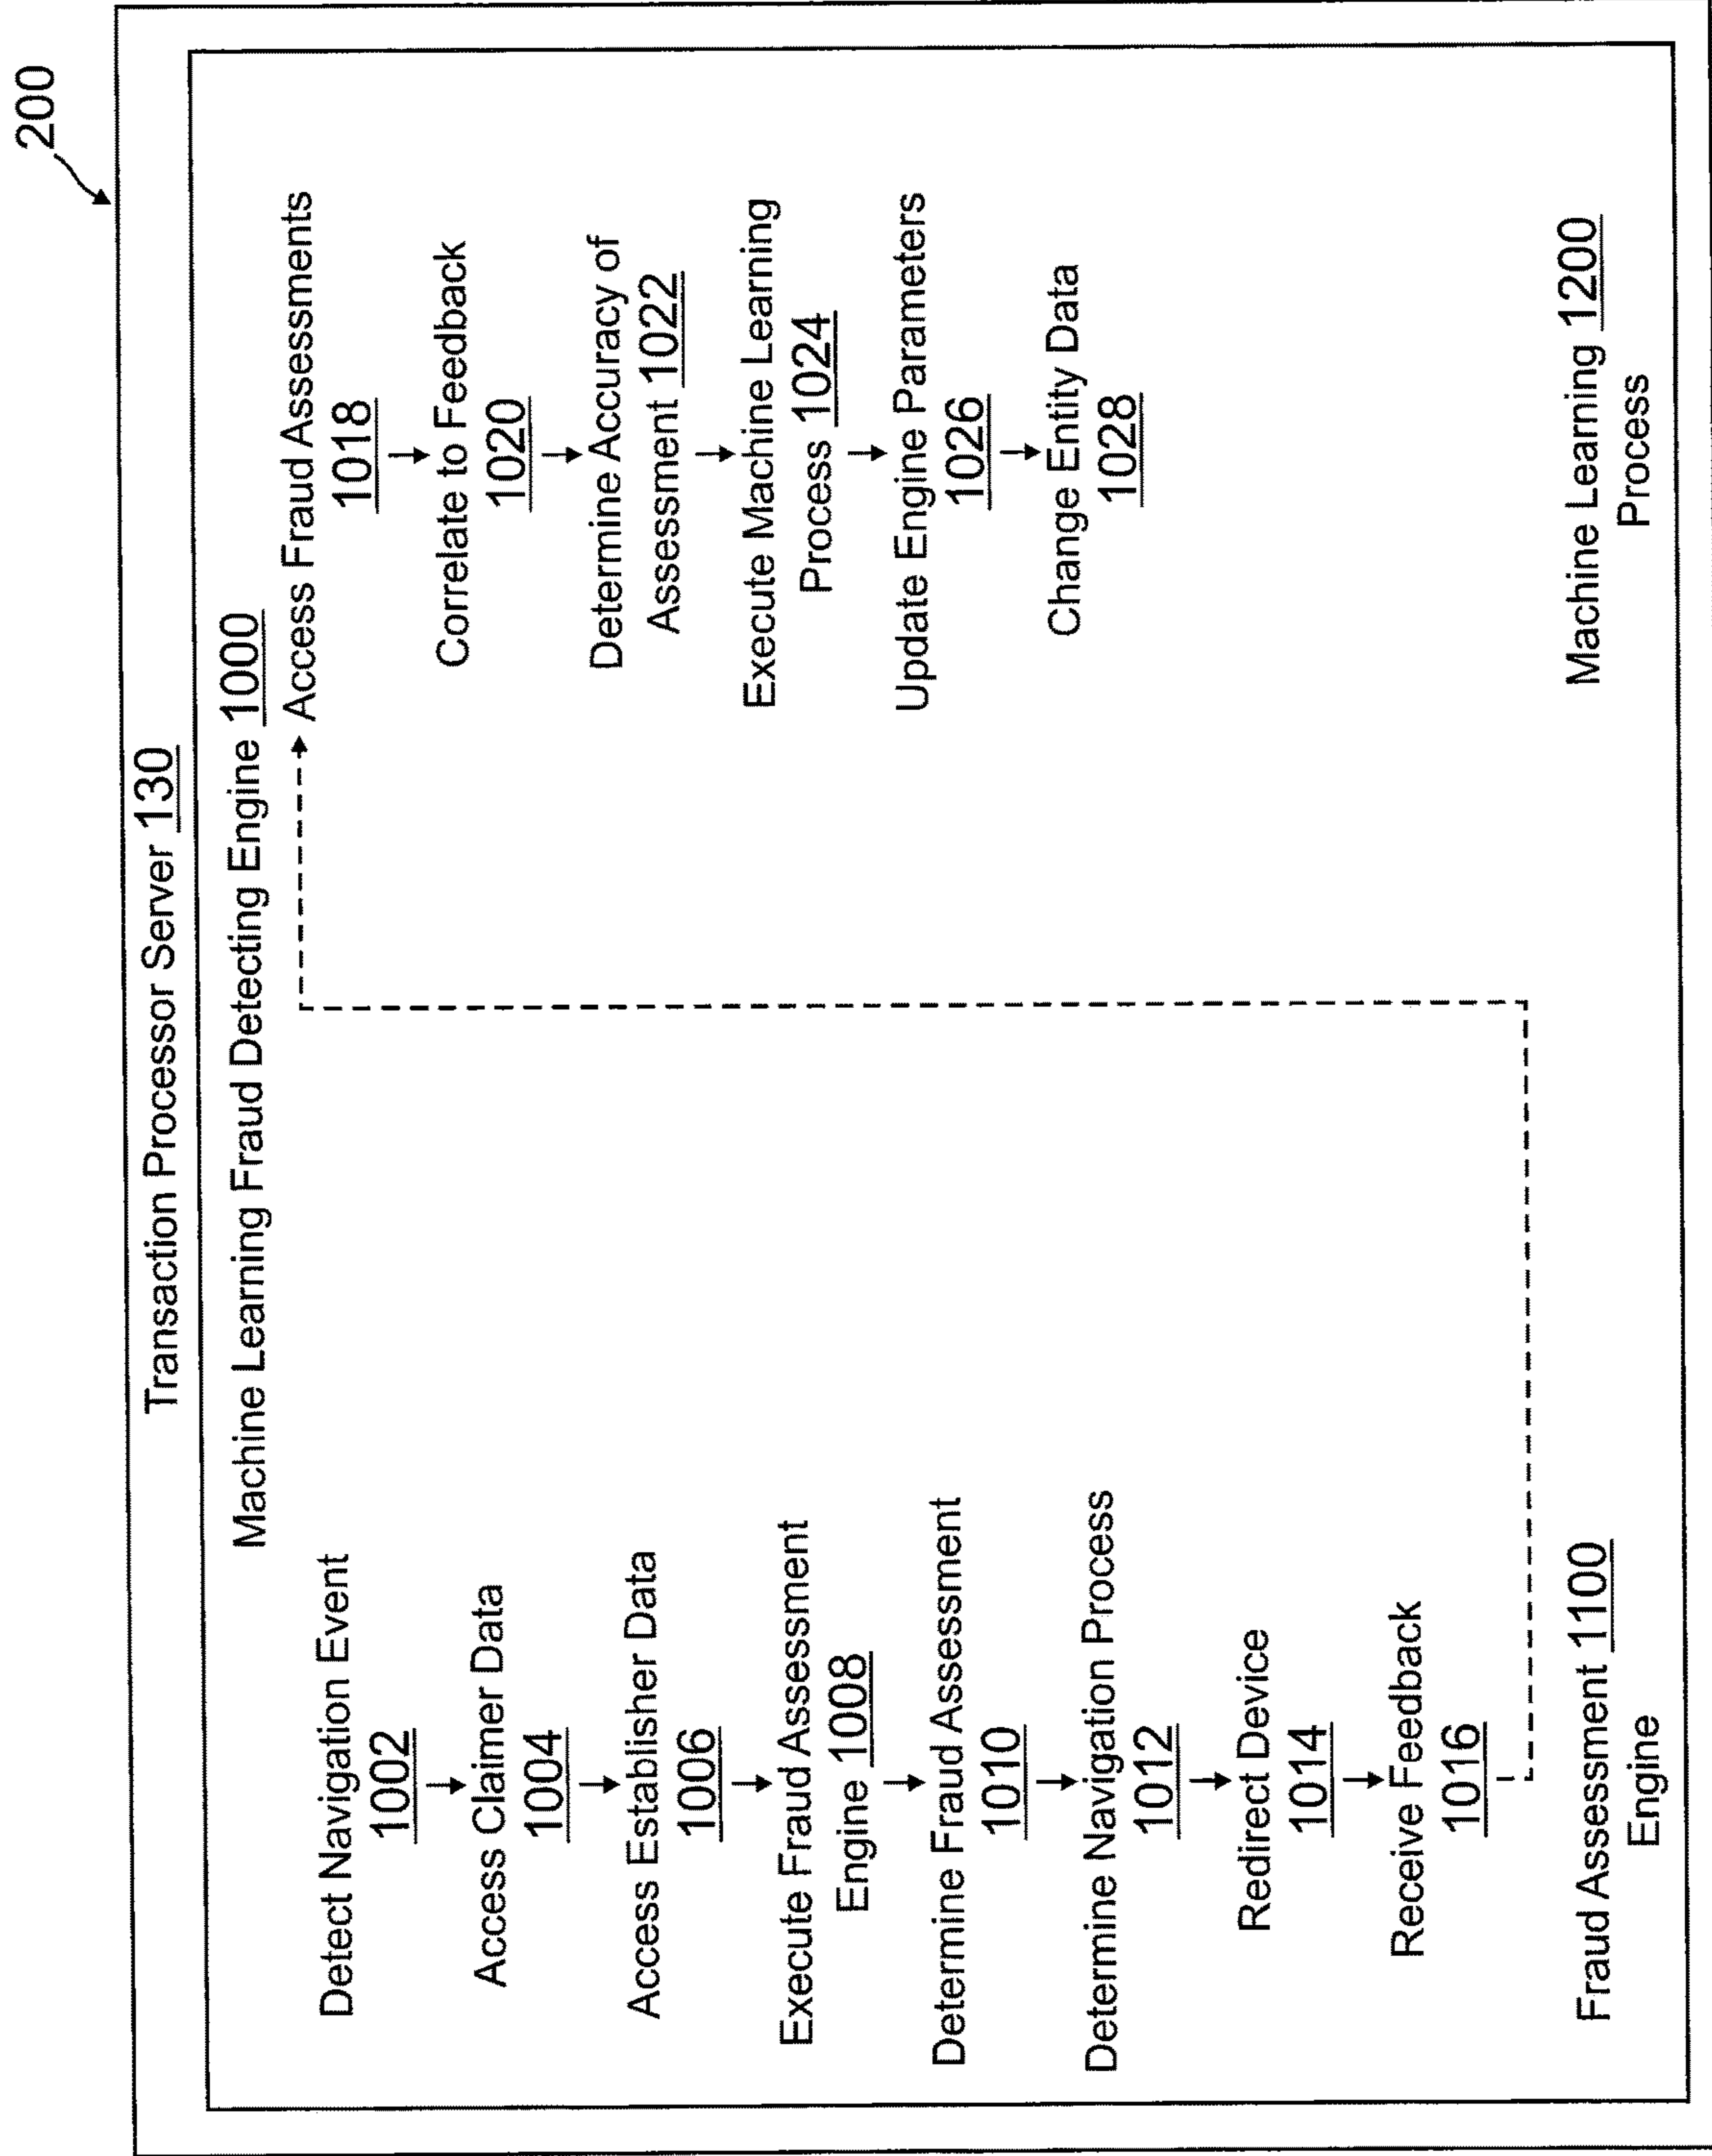 200
Transaction Processor Server 130
Machine Learning Fraud Detecting Engine 1000
Detect Navigation Event
1002
Access Claimer Data
1004
Access Establisher Data
1006
Execute Fraud Assessment
Engine 1008
Determine Fraud Assessment
1010
Determine Navigation Process
1012
Redirect Device
1014
Receive Feedback
1016
Fraud Assessment 1100
Engine
Access Fraud Assessments
1018
Correlate to Feedback
1020
Determine Accuracy of
Assessment 1022
Execute Machine Learning
Process 1024
Update Engine Parameters
1026
Change Entity Data
1028
Machine Learning 1200
Process